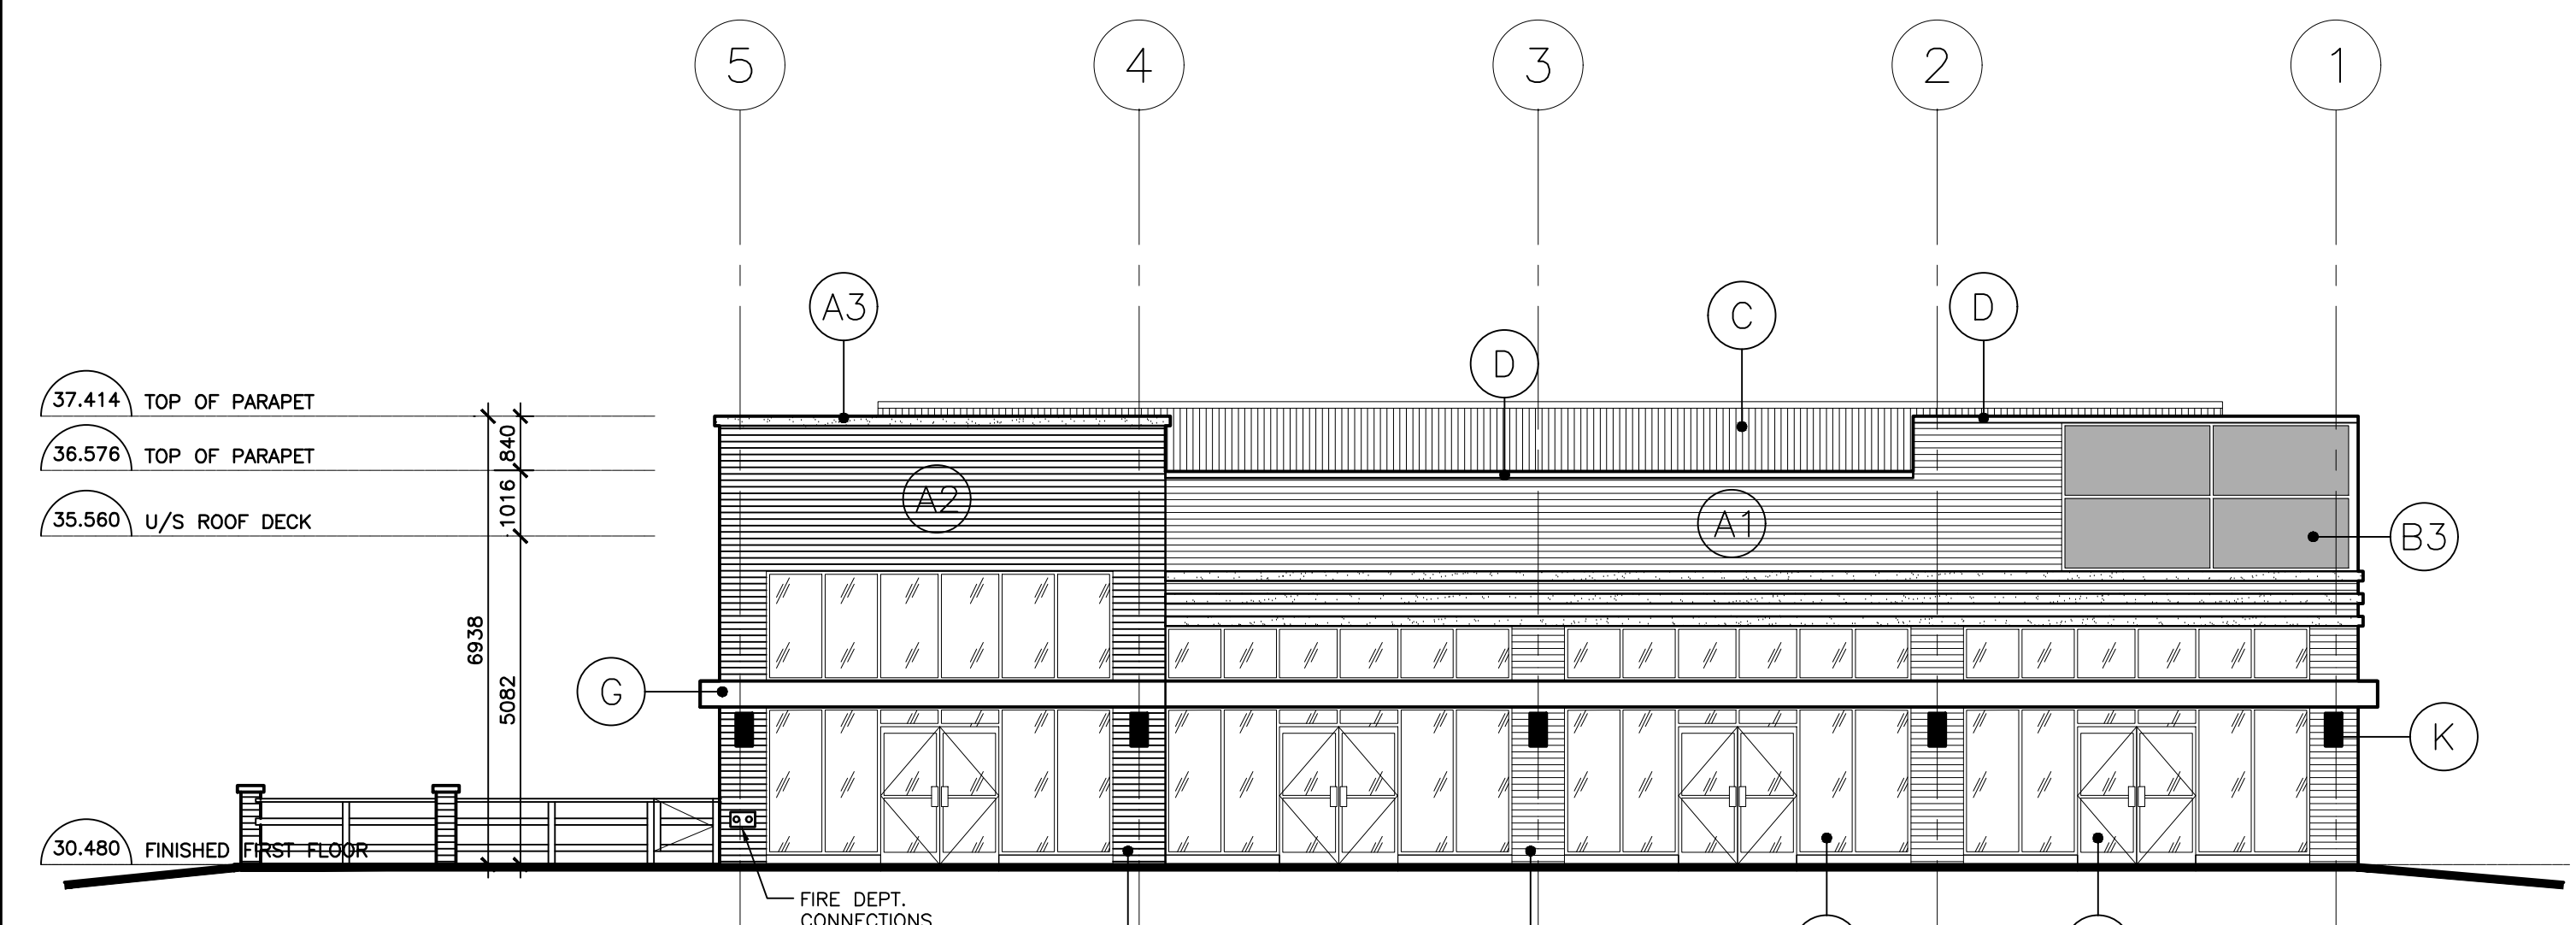 5 4 3 2 1
A3
D
C
D
37.414 TOP OF PARAPET
840
36.576 TOP OF PARAPET
1016
35.560 U/S ROOF DECK
A2
A1
B3
6938
5082
G
K
30.480 FINISHED FIRST FLOOR
FIRE DEPT.
CONNECTIONS